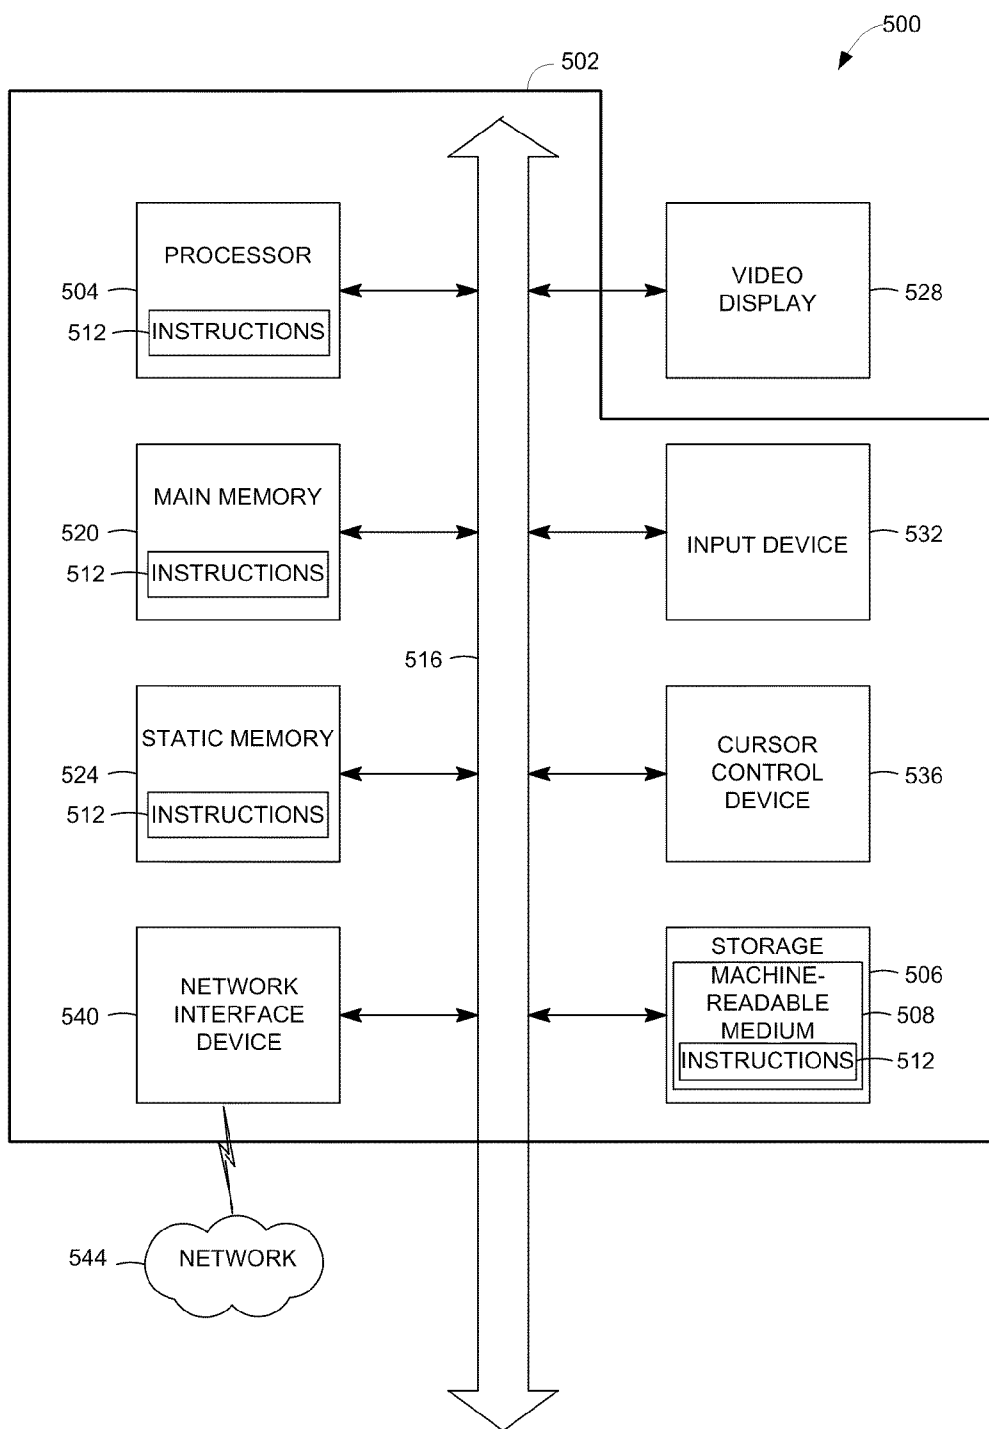 500
502
PROCESSOR
504
512
INSTRUCTIONS
VIDEO
DISPLAY
528
MAIN MEMORY
520
512
INSTRUCTIONS
INPUT DEVICE
532
516
STATIC MEMORY
524
512
INSTRUCTIONS
CURSOR
CONTROL
DEVICE
536
NETWORK
INTERFACE
DEVICE
540
STORAGE
506
MACHINE-
READABLE
MEDIUM
508
INSTRUCTIONS
512
544
NETWORK